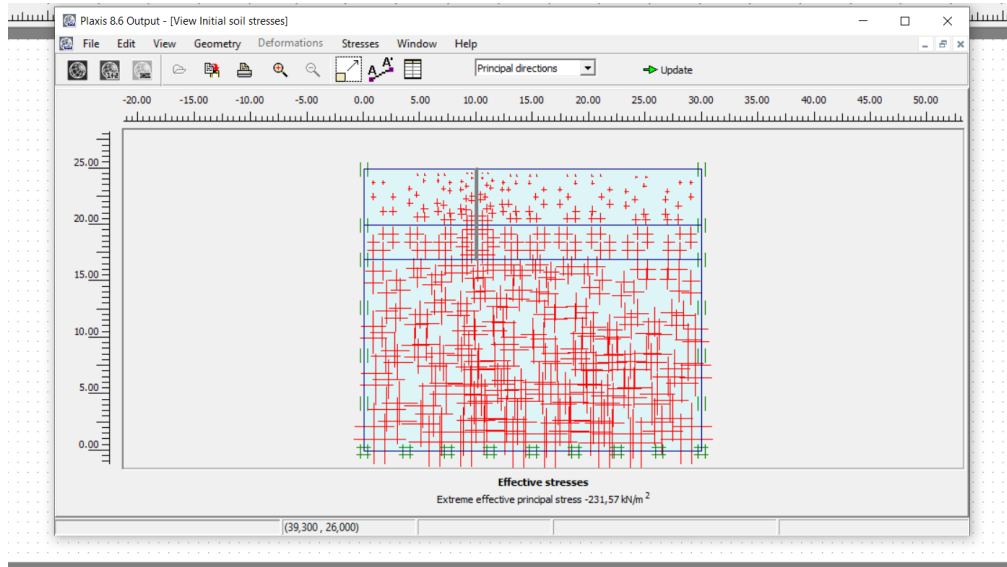 Plaxis 8.6 Output - [View Initial soil stresses]
File Edit View Geometry Deformations Stresses Window Help
Principal directions Update
-20.00 -15.00 -10.00 -5.00 0.00 5.00 10.00 15.00 20.00 25.00 30.00 35.00 40.00 45.00 50.00
25.00
20.00
15.00
10.00
5.00
0.00
Effective stresses
Extreme effective principal stress -231,57 kN/m 2
(39,300 , 26,000)